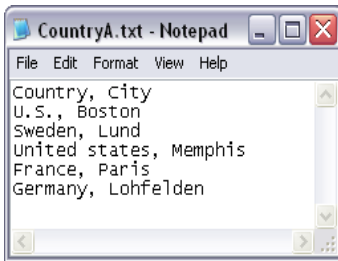 CountryA.txt - Notepad
File Edit Format View Help
Country, City
U.S., Boston
Sweden, Lund
United states, Memphis
France, Paris
Germany, Lohfelden